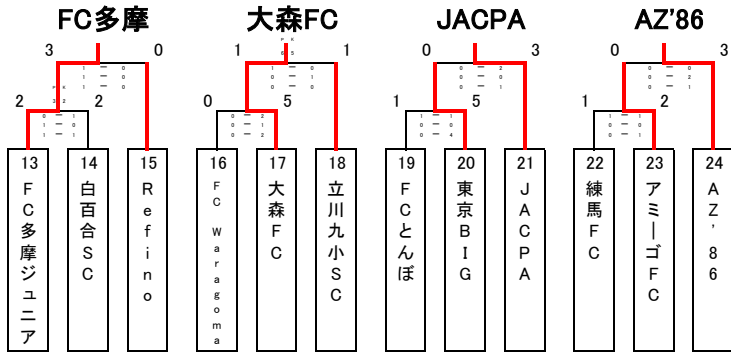 FC多摩 大森FC JACPA AZ'86
3 0 1 1 0 3 0 3
2 2 0 5 1 5 1 2
13 14 15 16 17 18 19 20 21 22 23 24
FC多摩ジュニア
白百合SC
Refino
FC Waragoma
大森FC
立川九小SC
FCとんぼ
東京BIG
JACPA
練馬FC
アミーゴFC
AZ'86